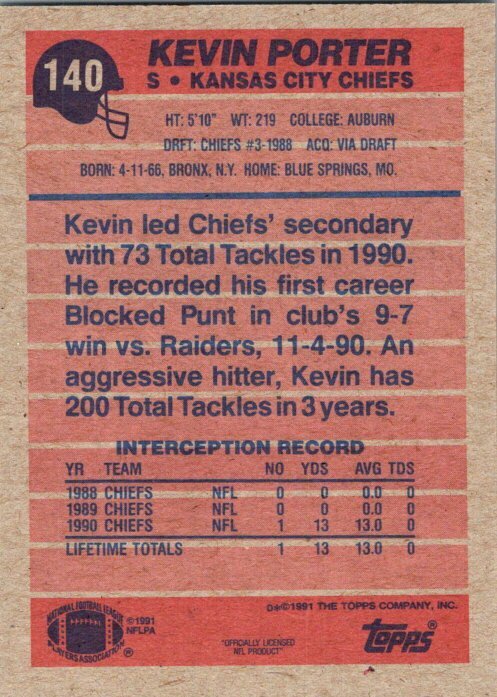 140
KEVIN PORTER
S • KANSAS CITY CHIEFS
HT: 5'10" WT: 219 COLLEGE: AUBURN
DRFT: CHIEFS #3-1988 ACQ: VIA DRAFT
BORN: 4-11-66, BRONX, N.Y. HOME: BLUE SPRINGS, MO.
Kevin led Chiefs' secondary
with 73 Total Tackles in 1990.
He recorded his first career
Blocked Punt in club's 9-7
win vs. Raiders, 11-4-90. An
aggressive hitter, Kevin has
200 Total Tackles in 3 years.
INTERCEPTION RECORD
YR TEAM NO YDS AVG TDS
1988 CHIEFS NFL 0 0 0.0 0
1989 CHIEFS NFL 0 0 0.0 0
1990 CHIEFS NFL 1 13 13.0 0
LIFETIME TOTALS 1 13 13.0 0
NATIONAL FOOTBALL LEAGUE
PLAYERS ASSOCIATION ®
©1991
NFLPA
"OFFICIALLY LICENSED
NFL PRODUCT"
D*©1991 THE TOPPS COMPANY, INC.
topps®